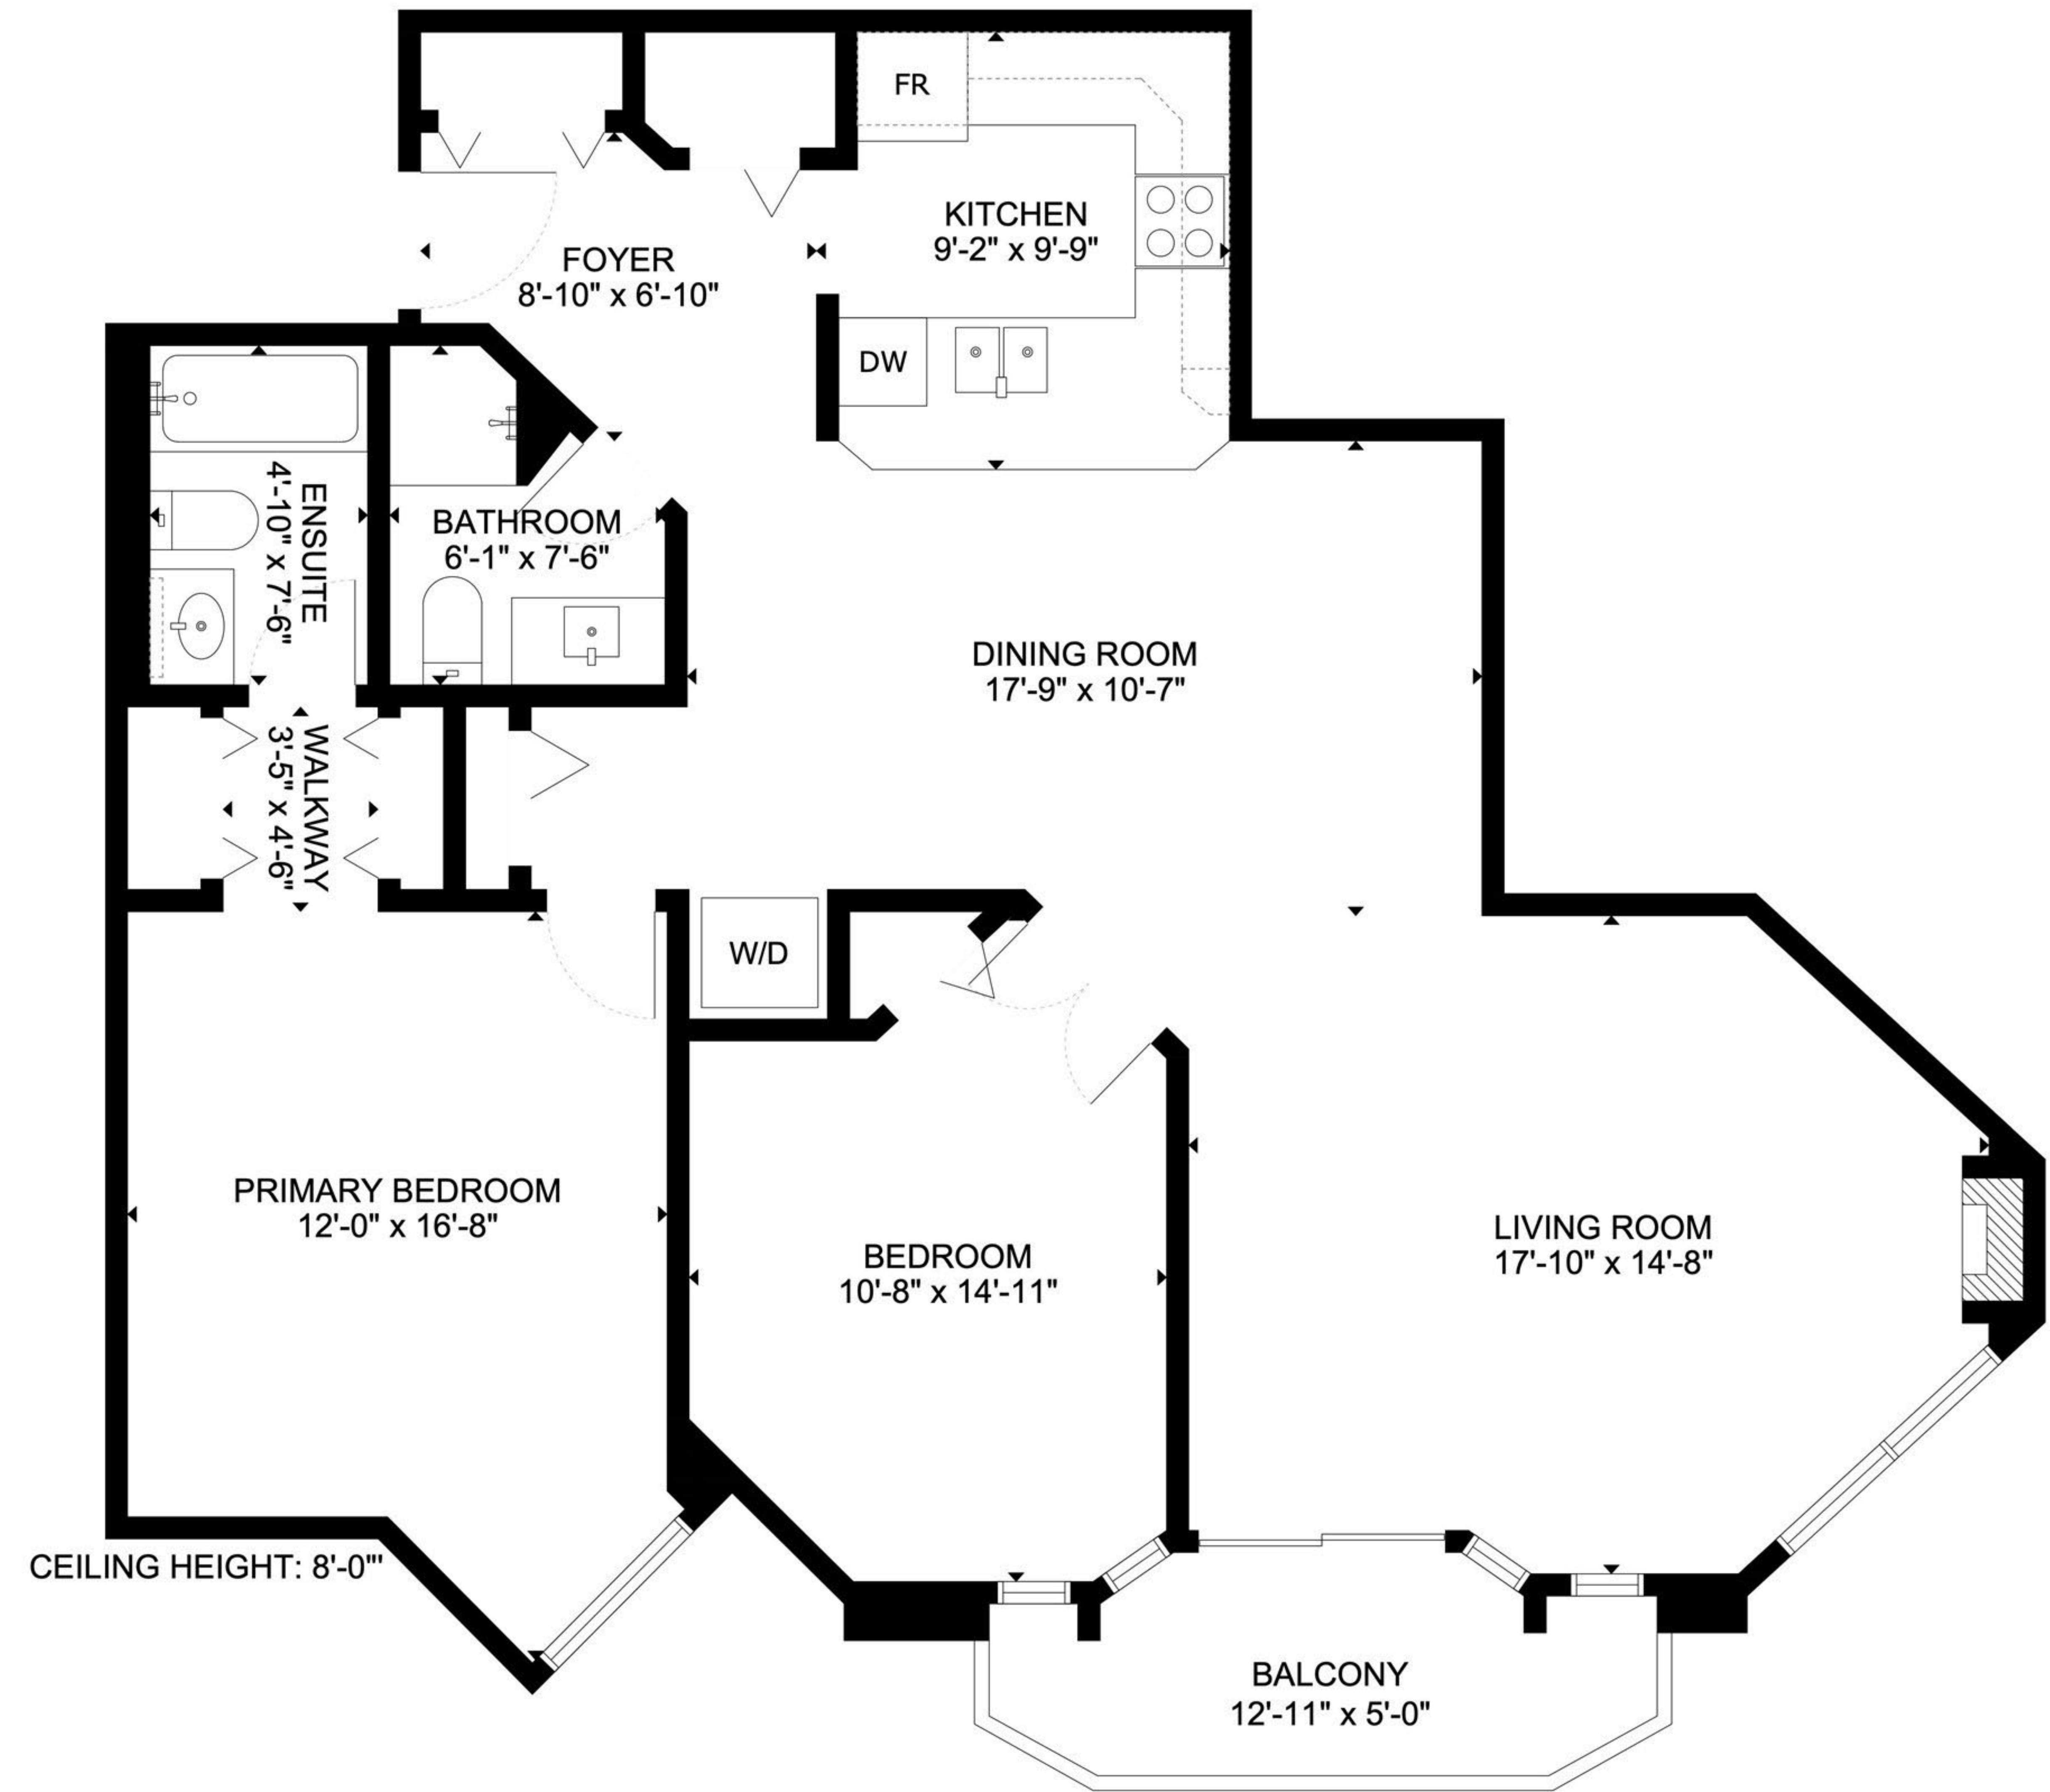 FR
KITCHEN
9'-2" x 9'-9"
FOYER
8'-10" x 6'-10"
DW
ENSUITE
4'-10" x 7'-6"
BATHROOM
6'-1" x 7'-6"
DINING ROOM
17'-9" x 10'-7"
WALKWAY
3'-5" x 4'-6"
W/D
PRIMARY BEDROOM
12'-0" x 16'-8"
BEDROOM
10'-8" x 14'-11"
LIVING ROOM
17'-10" x 14'-8"
CEILING HEIGHT: 8'-0'"
BALCONY
12'-11" x 5'-0"